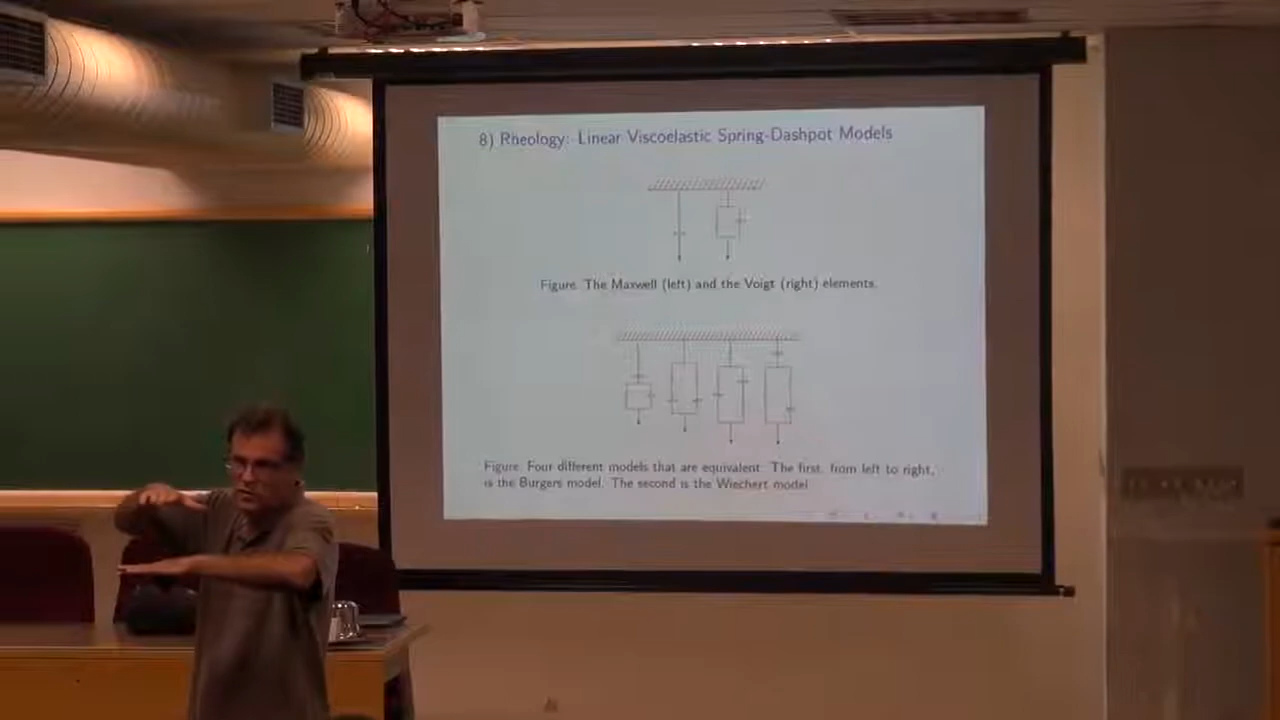 8) Rheology: Linear Viscoelastic Spring-Dashpot Models
Figure. The Maxwell (left) and the Voigt (right) elements.
Figure. Four different models that are equivalent. The first, from left to right,
is the Burgers model. The second is the Wiechert model